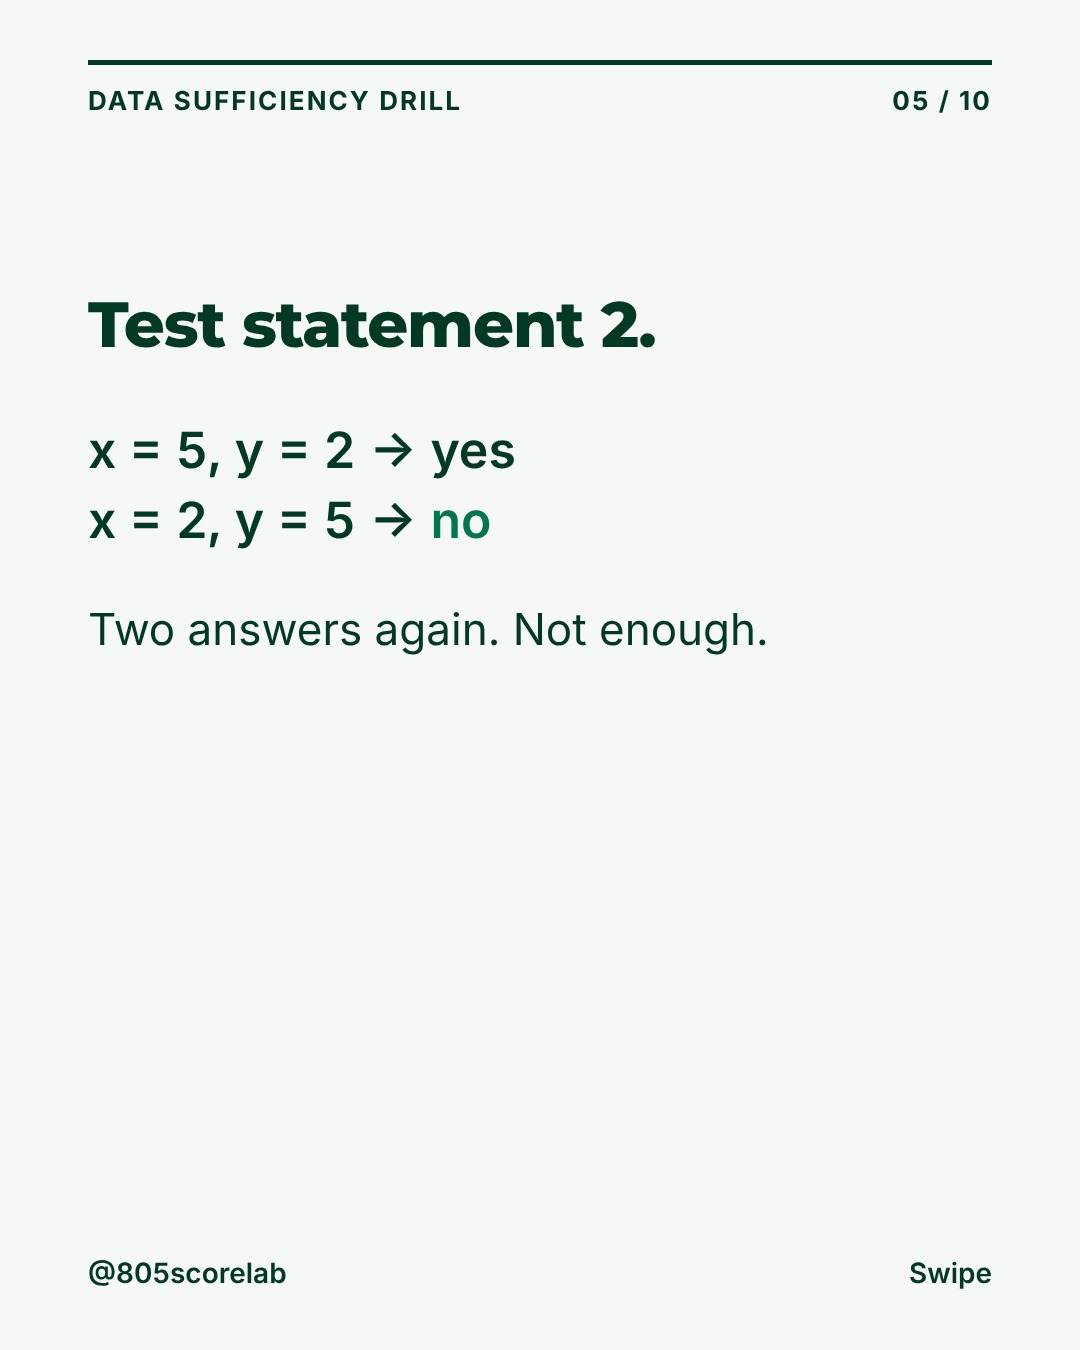 DATA SUFFICIENCY DRILL
05 / 10
Test statement 2.
x = 5, y = 2 → yes
x = 2, y = 5 → no
Two answers again. Not enough.
@805scorelab
Swipe